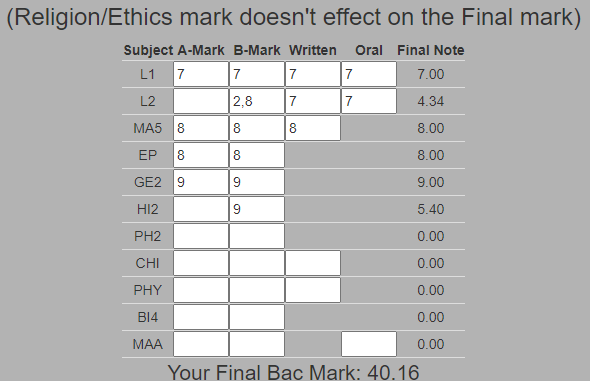 (Religion/Ethics mark doesn't effect on the Final mark)
Subject A-Mark B-Mark Written Oral Final Note
L1 7 7 7 7 7.00
L2 2,8 7 7 4.34
MA5 8 8 8 8.00
EP 8 8 8.00
GE2 9 9 9.00
HI2 9 5.40
PH2 0.00
CHI 0.00
PHY 0.00
BI4 0.00
MAA 0.00
Your Final Bac Mark: 40.16